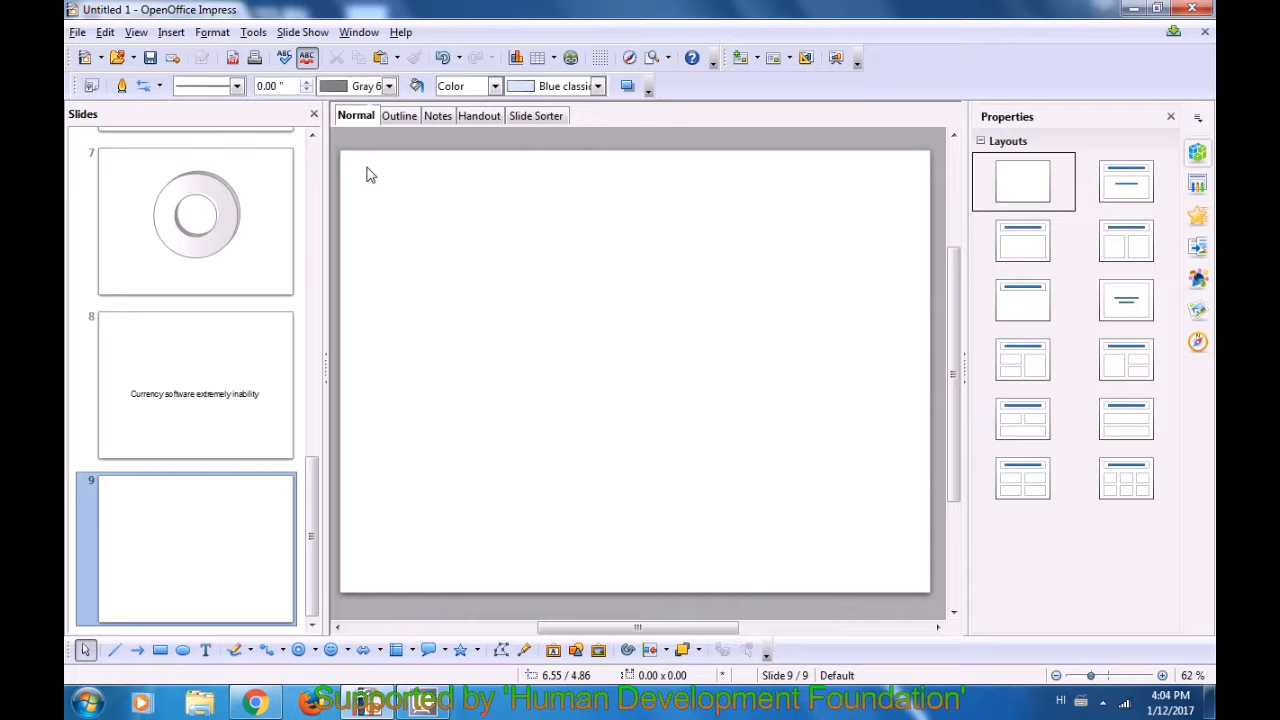 Untitled 1 - OpenOffice Impress
File Edit View Insert Format Tools Slide Show Window Help
0.00 " Gray 6 Color Blue classic
Slides
Normal Outline Notes Handout Slide Sorter
Properties
Layouts
7
8
Currency software extremely inability
9
6.55 / 4.86 0.00 x 0.00 * Slide 9 / 9 Default 62 %
HI 4:04 PM
1/12/2017
Supported by 'Human Development Foundation'